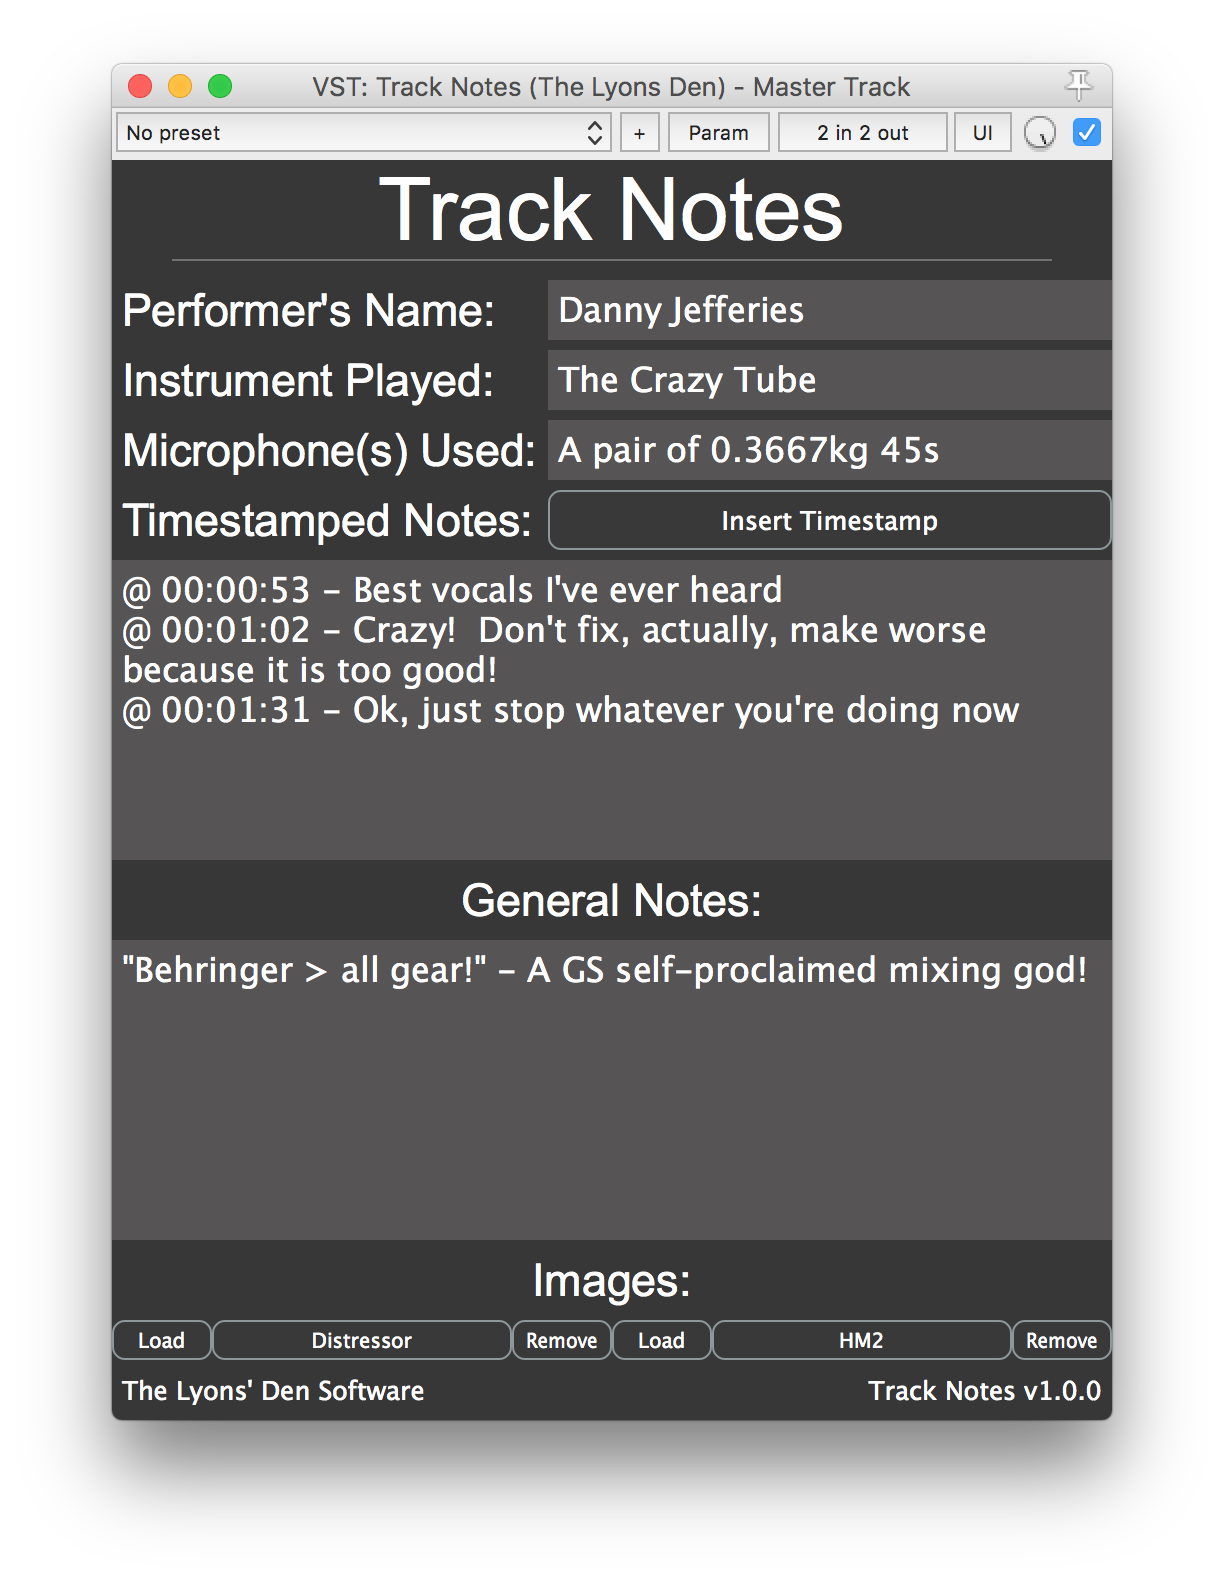 VST: Track Notes (The Lyons Den) - Master Track
No preset + Param 2 in 2 out UI
Track Notes
Performer's Name: Danny Jefferies
Instrument Played: The Crazy Tube
Microphone(s) Used: A pair of 0.3667kg 45s
Timestamped Notes: Insert Timestamp
@ 00:00:53 - Best vocals I've ever heard
@ 00:01:02 - Crazy!  Don't fix, actually, make worse
because it is too good!
@ 00:01:31 - Ok, just stop whatever you're doing now
General Notes:
"Behringer > all gear!" - A GS self-proclaimed mixing god!
Images:
Load Distressor Remove Load HM2 Remove
The Lyons' Den Software Track Notes v1.0.0